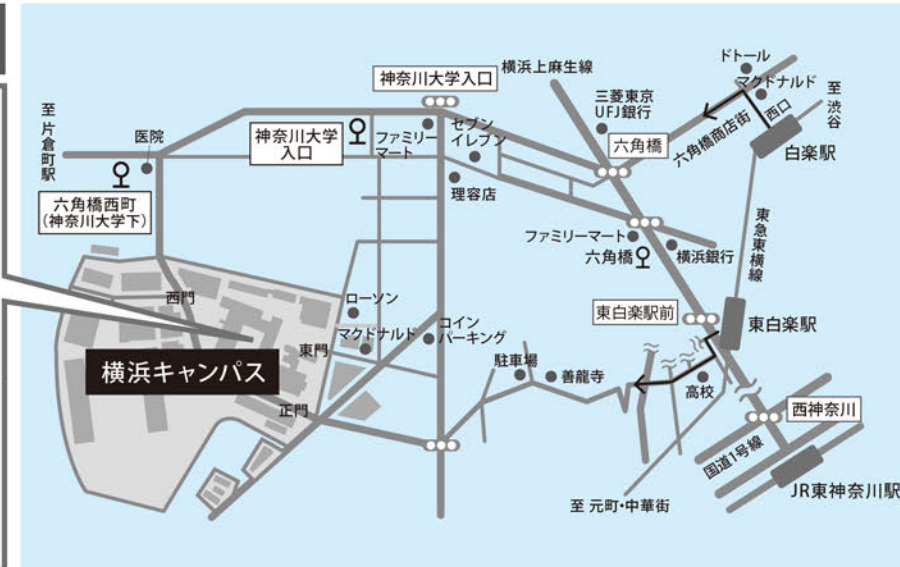 ドトール
マクドナルド
西口
至 渋谷
白楽駅
六角橋商店街
横浜上麻生線
神奈川大学入口
三菱東京
UFJ銀行
六角橋
セブン
イレブン
ファミリー
マート
神奈川大学
入口
至 片倉町駅
医院
六角橋西町
(神奈川大学下)
理容店
ファミリーマート
六角橋
横浜銀行
東急東横線
西門
ローソン
マクドナルド
コイン
パーキング
東門
東白楽駅前
東白楽駅
横浜キャンパス
正門
駐車場
善龍寺
高校
西神奈川
国道1号線
JR東神奈川駅
至 元町・中華街